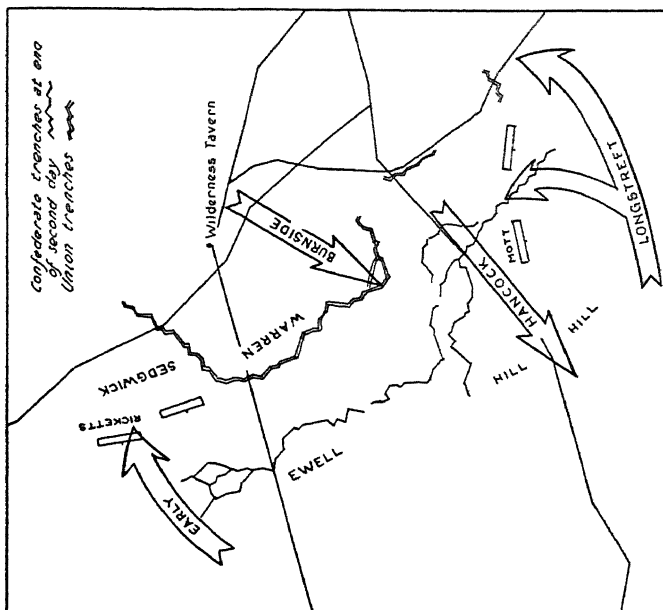 Confederate trenches at end
of second day
Union trenches
Wilderness Tavern
BURNSIDE
WARREN
SEDGWICK
RICKETTS
EARLY
EWELL
HANCOCK
MOTT
HILL
HILL
LONGSTREET